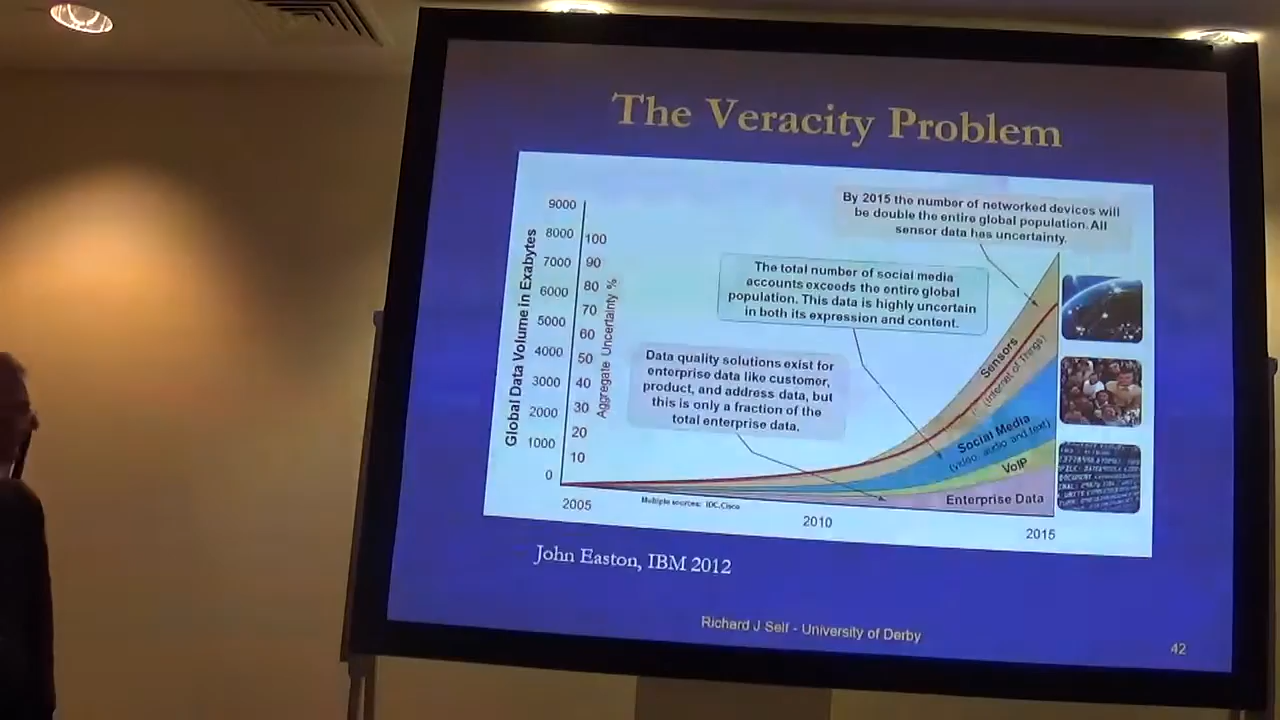 The Veracity Problem
By 2015 the number of networked devices will
be double the entire global population. All
sensor data has uncertainty.
The total number of social media
accounts exceeds the entire global
population. This data is highly uncertain
in both its expression and content.
Data quality solutions exist for
enterprise data like customer,
product, and address data, but
this is only a fraction of the
total enterprise data.
Global Data Volume in Exabytes
9000
8000
7000
6000
5000
4000
3000
2000
1000
0
Aggregate Uncertainty %
100
90
80
70
60
50
40
30
20
10
Sensors
(Internet of Things)
Social Media
(video, audio and text)
VoIP
Enterprise Data
2005
2010
2015
Multiple sources: IDC,Cisco
John Easton, IBM 2012
Richard J Self - University of Derby
42